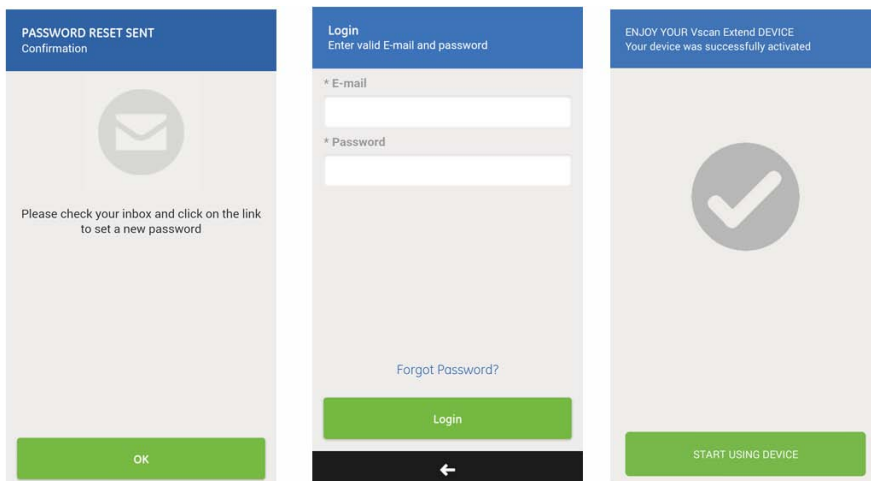 PASSWORD RESET SENT
Confirmation
Please check your inbox and click on the link
to set a new password
OK
Login
Enter valid E-mail and password
* E-mail
* Password
Forgot Password?
Login
ENJOY YOUR Vscan Extend DEVICE
Your device was successfully activated
START USING DEVICE